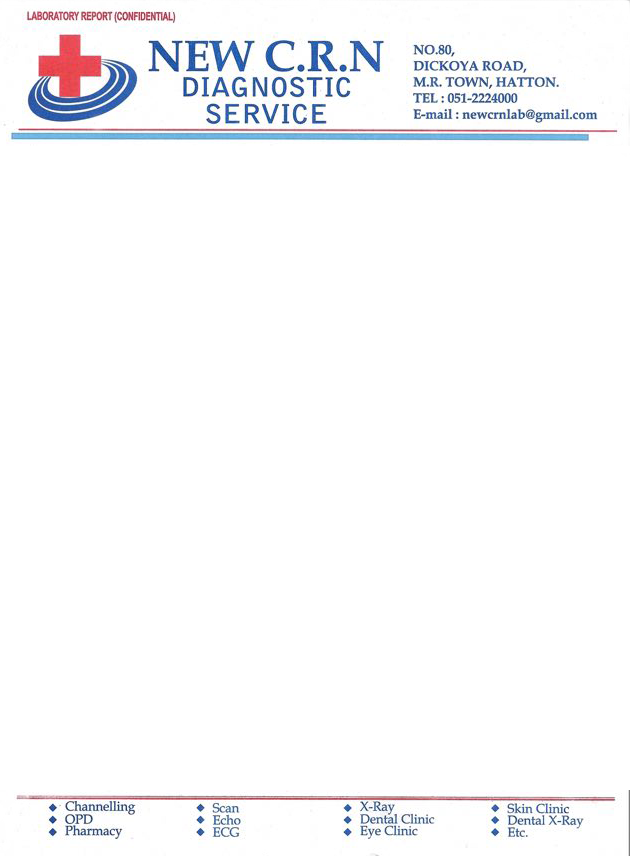 LABORATORY REPORT (CONFIDENTIAL)
NEW C.R.N
DIAGNOSTIC
SERVICE
NO.80,
DICKOYA ROAD,
M.R. TOWN, HATTON.
TEL : 051-2224000
E-mail : newcrnlab@gmail.com
Channelling
OPD
Pharmacy
Scan
Echo
ECG
X-Ray
Dental Clinic
Eye Clinic
Skin Clinic
Dental X-Ray
Etc.